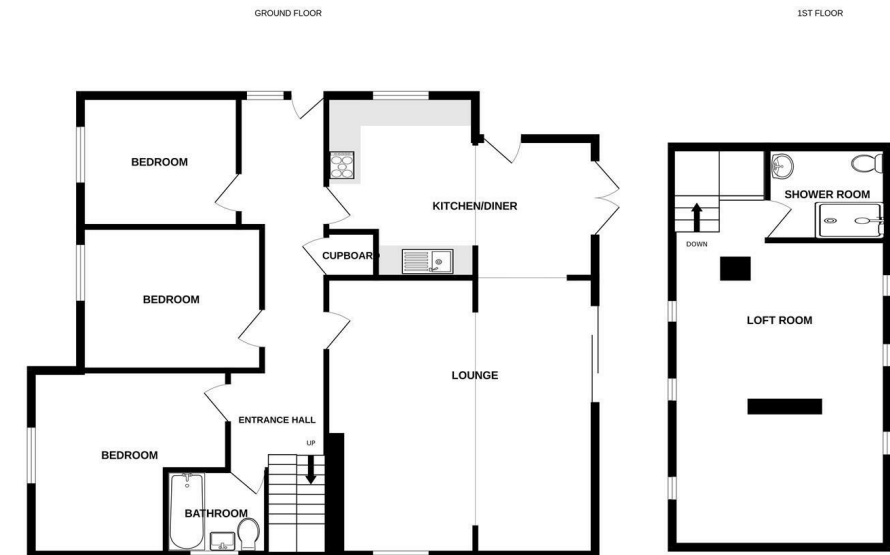 GROUND FLOOR
1ST FLOOR
BEDROOM
KITCHEN/DINER
CUPBOARD
BEDROOM
LOUNGE
ENTRANCE HALL
UP
BEDROOM
BATHROOM
SHOWER ROOM
DOWN
LOFT ROOM